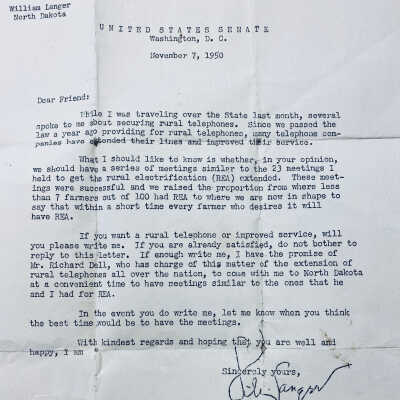 William Langer
North Dakota
UNITED STATES SENATE
Washington, D. C.
November 7, 1950
Dear Friend:
While I was traveling over the State last month, several
spoke to me about securing rural telephones. Since we passed the
law a year ago providing for rural telephones, many telephone com-
panies have extended their lines and improved their service.
What I should like to know is whether, in your opinion,
we should have a series of meetings similar to the 23 meetings I
held to get the rural electrification (REA) extended. These meet-
ings were successful and we raised the proportion from where less
than 7 farmers out of 100 had REA to where we are now in shape to
say that within a short time every farmer who desires it will
have REA.
If you want a rural telephone or improved service, will
you please write me. If you are already satisfied, do not bother to
reply to this letter. If enough write me, I have the promise of
Mr. Richard Dell, who has charge of this matter of the extension of
rural telephones all over the nation, to come with me to North Dakota
at a convenient time to have meetings similar to the ones that he
and I had for REA.
In the event you do write me, let me know when you think
the best time would be to have the meetings.
With kindest regards and hoping that you are well and
happy, I am
Sincerely yours,
Langer